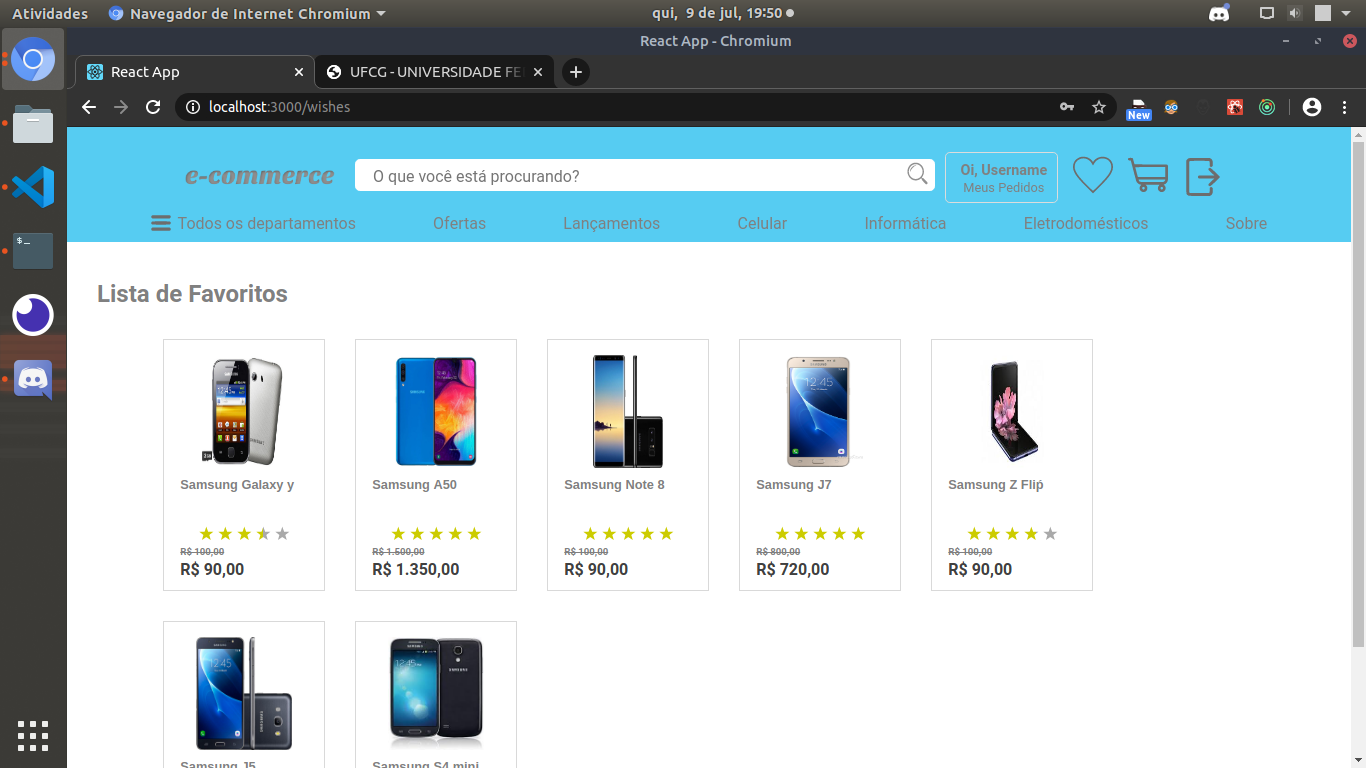 Atividades
Navegador de Internet Chromium
qui, 9 de jul, 19:50
React App - Chromium
React App
UFCG - UNIVERSIDADE FE
localhost:3000/wishes
New
e-commerce
O que você está procurando?
Oi, Username
Meus Pedidos
Todos os departamentos
Ofertas
Lançamentos
Celular
Informática
Eletrodomésticos
Sobre
Lista de Favoritos
Samsung Galaxy y
R$ 100,00
R$ 90,00
Samsung A50
R$ 1.500,00
R$ 1.350,00
Samsung Note 8
R$ 100,00
R$ 90,00
Samsung J7
R$ 800,00
R$ 720,00
Samsung Z Fliṕ
R$ 100,00
R$ 90,00
Samsung J5
Samsung S4 mini